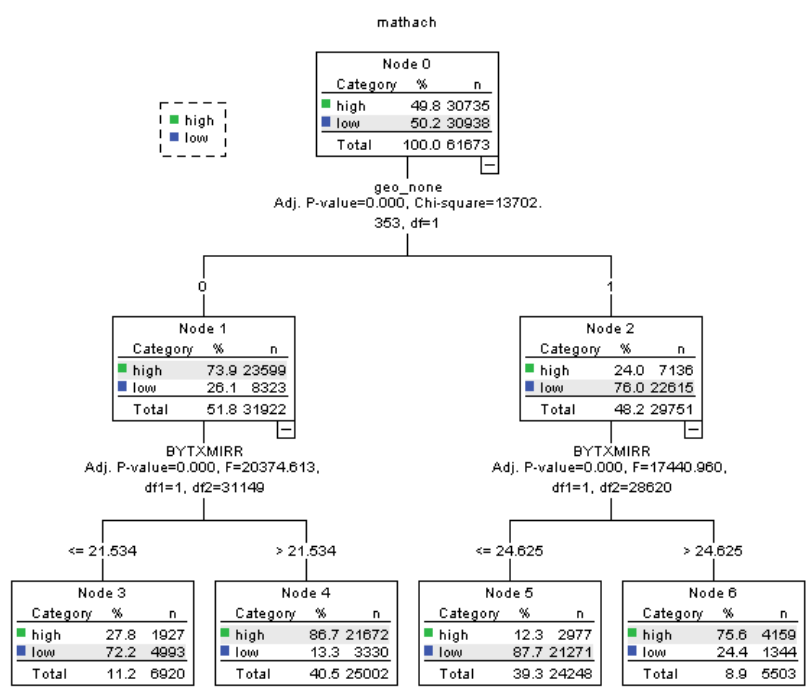 mathach
high
low
Node 0
Category % n
high 49.8 30735
low 50.2 30938
Total 100.0 61673
geo_none
Adj. P-value=0.000, Chi-square=13702.
353, df=1
0
1
Node 1
Category % n
high 73.9 23599
low 26.1 8323
Total 51.8 31922
Node 2
Category % n
high 24.0 7136
low 76.0 22615
Total 48.2 29751
BYTXMIRR
Adj. P-value=0.000, F=20374.613,
df1=1, df2=31149
BYTXMIRR
Adj. P-value=0.000, F=17440.960,
df1=1, df2=28620
<= 21.534
> 21.534
<= 24.625
> 24.625
Node 3
Category % n
high 27.8 1927
low 72.2 4993
Total 11.2 6920
Node 4
Category % n
high 86.7 21672
low 13.3 3330
Total 40.5 25002
Node 5
Category % n
high 12.3 2977
low 87.7 21271
Total 39.3 24248
Node 6
Category % n
high 75.6 4159
low 24.4 1344
Total 8.9 5503